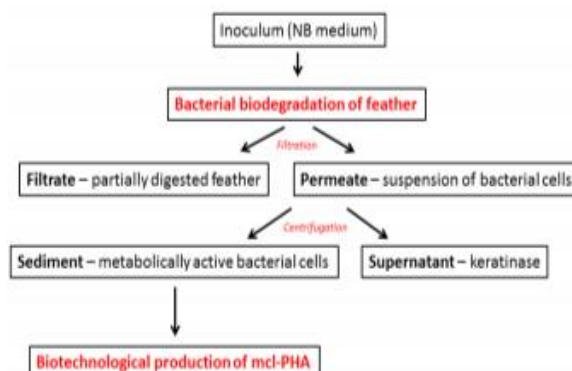 Inoculum (NB medium)
Bacterial biodegradation of feather
Filtration
Filtrate – partially digested feather
Permeate – suspension of bacterial cells
Centrifugation
Sediment – metabolically active bacterial cells
Supernatant – keratinase
Biotechnological production of mcl-PHA